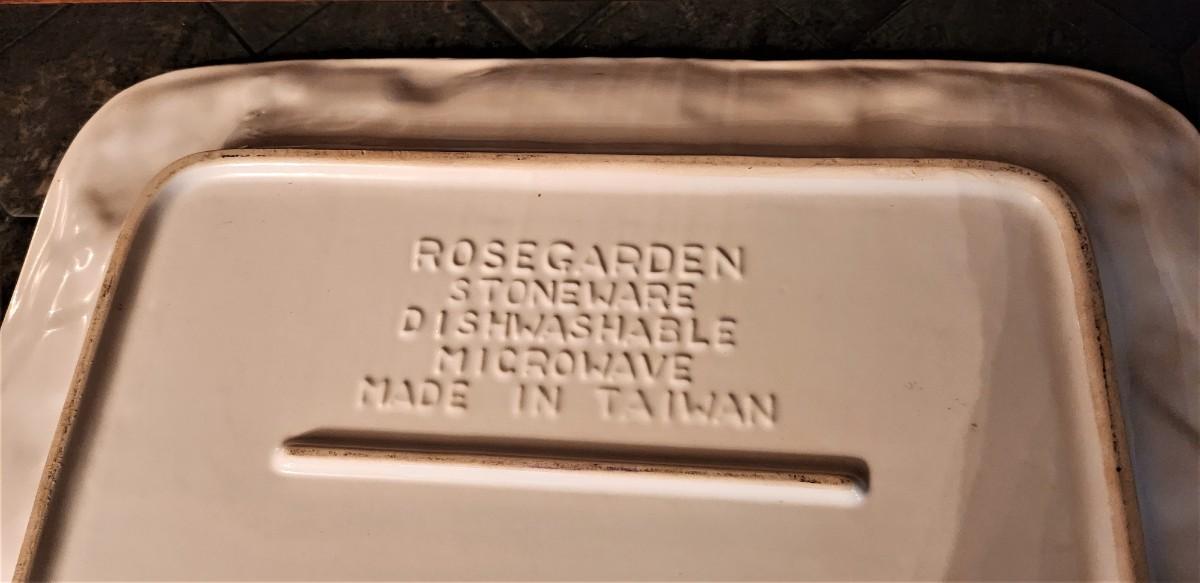 ROSEGARDEN
STONEWARE
DISHWASHABLE
MICROWAVE
MADE IN TAIWAN